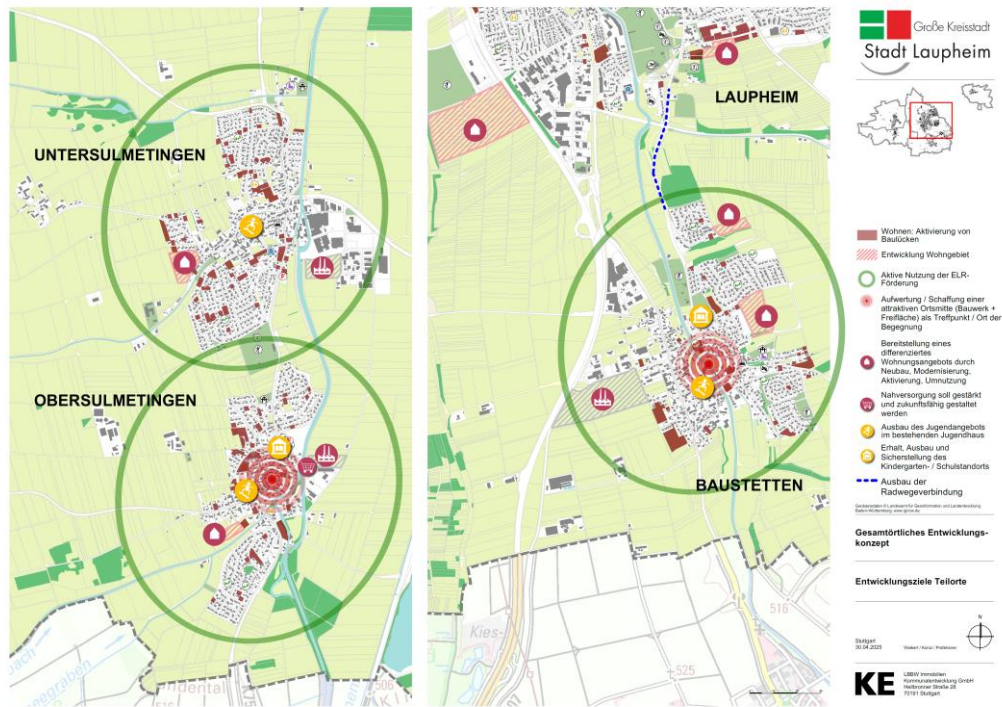 UNTERSULMETINGEN
OBERSULMETINGEN
LAUPHEIM
BAUSTETTEN
Kies-
516
525
506
Große Kreisstadt
Stadt Laupheim
Wohnen: Aktivierung von
Baulücken
Entwicklung Wohngebiet
Aktive Nutzung der ELR-
Förderung
Aufwertung / Schaffung einer
attraktiven Ortsmitte (Bauwerk +
Freifläche) als Treffpunkt / Ort der
Begegnung
Bereitstellung eines
differenziertes
Wohnungsangebots durch
Neubau, Modernisierung,
Aktivierung, Umnutzung
Nahversorgung soll gestärkt
und zukunftsfähig gestaltet
werden
Ausbau des Jugendangebots
im bestehenden Jugendhaus
Erhalt, Ausbau und
Sicherstellung des
Kindergarten- / Schulstandorts
Ausbau der
Radwegeverbindung
Gesamtörtliches Entwicklungs-
konzept
Entwicklungsziele Teilorte
Stuttgart
N
KE
LBBW Immobilien
Kommunalentwicklung GmbH
Heilbronner Straße 28
70191 Stuttgart